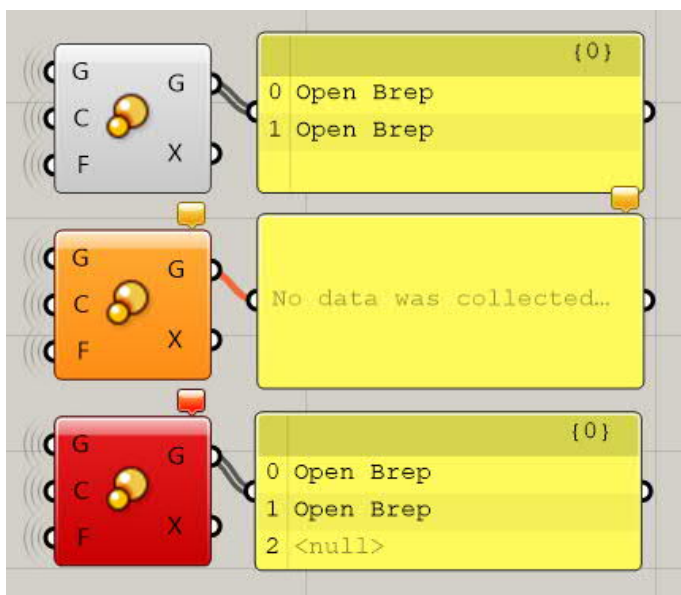 G
C
F
G
X
{0}
0 Open Brep
1 Open Brep
G
C
F
G
X
No data was collected…
G
C
F
G
X
{0}
0 Open Brep
1 Open Brep
2 <null>